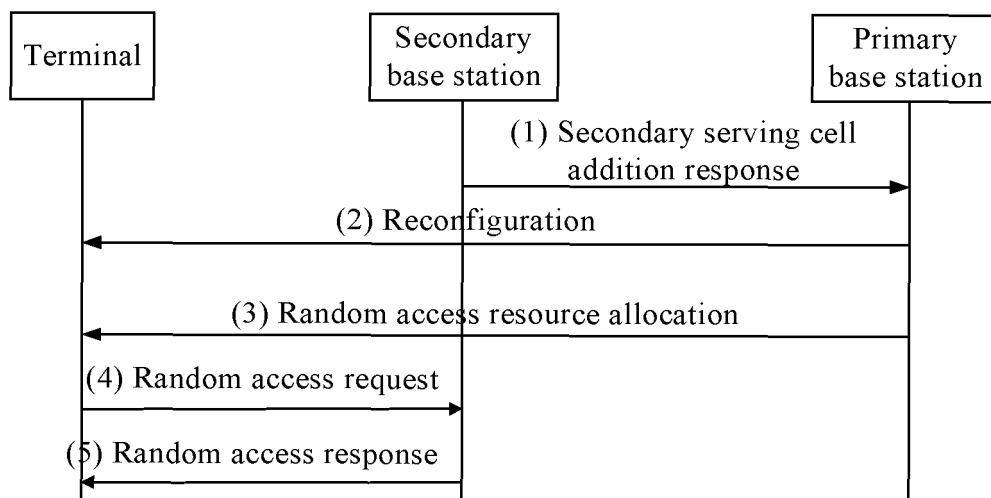 Terminal
Secondary
base station
Primary
base station
(1) Secondary serving cell
addition response
(2) Reconfiguration
(3) Random access resource allocation
(4) Random access request
(5) Random access response